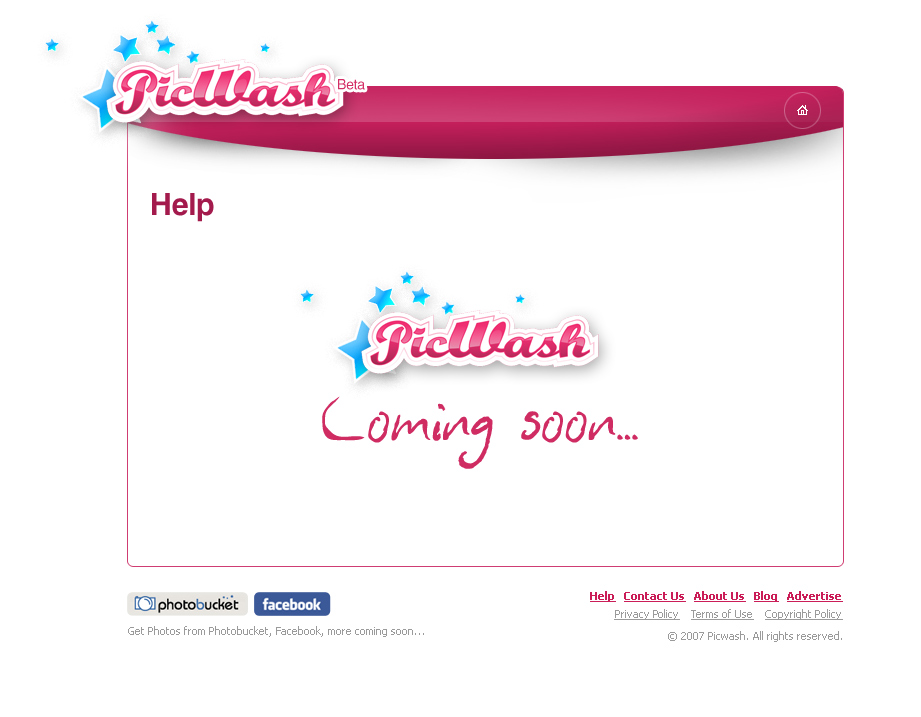 PicWash Beta
Help
PicWash
Coming soon...
photobucket facebook
Help Contact Us About Us Blog Advertise
Privacy Policy Terms of Use Copyright Policy
Get Photos from Photobucket, Facebook, more coming soon...
© 2007 Picwash. All rights reserved.